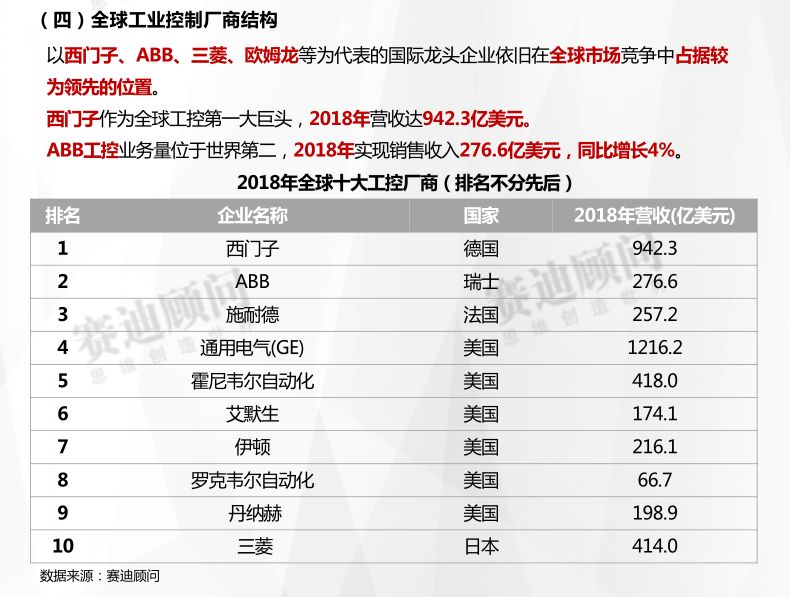 （四）全球工业控制厂商结构
以西门子、ABB、三菱、欧姆龙等为代表的国际龙头企业依旧在全球市场竞争中占据较
为领先的位置。
西门子作为全球工控第一大巨头，2018年营收达942.3亿美元。
ABB工控业务量位于世界第二，2018年实现销售收入276.6亿美元，同比增长4%。
2018年全球十大工控厂商（排名不分先后）
排名 企业名称 国家 2018年营收(亿美元)
1 西门子 德国 942.3
2 ABB 瑞士 276.6
3 施耐德 法国 257.2
4 通用电气(GE) 美国 1216.2
5 霍尼韦尔自动化 美国 418.0
6 艾默生 美国 174.1
7 伊顿 美国 216.1
8 罗克韦尔自动化 美国 66.7
9 丹纳赫 美国 198.9
10 三菱 日本 414.0
数据来源：赛迪顾问
赛迪顾问
思维创造世界
赛迪顾问
思维创造世